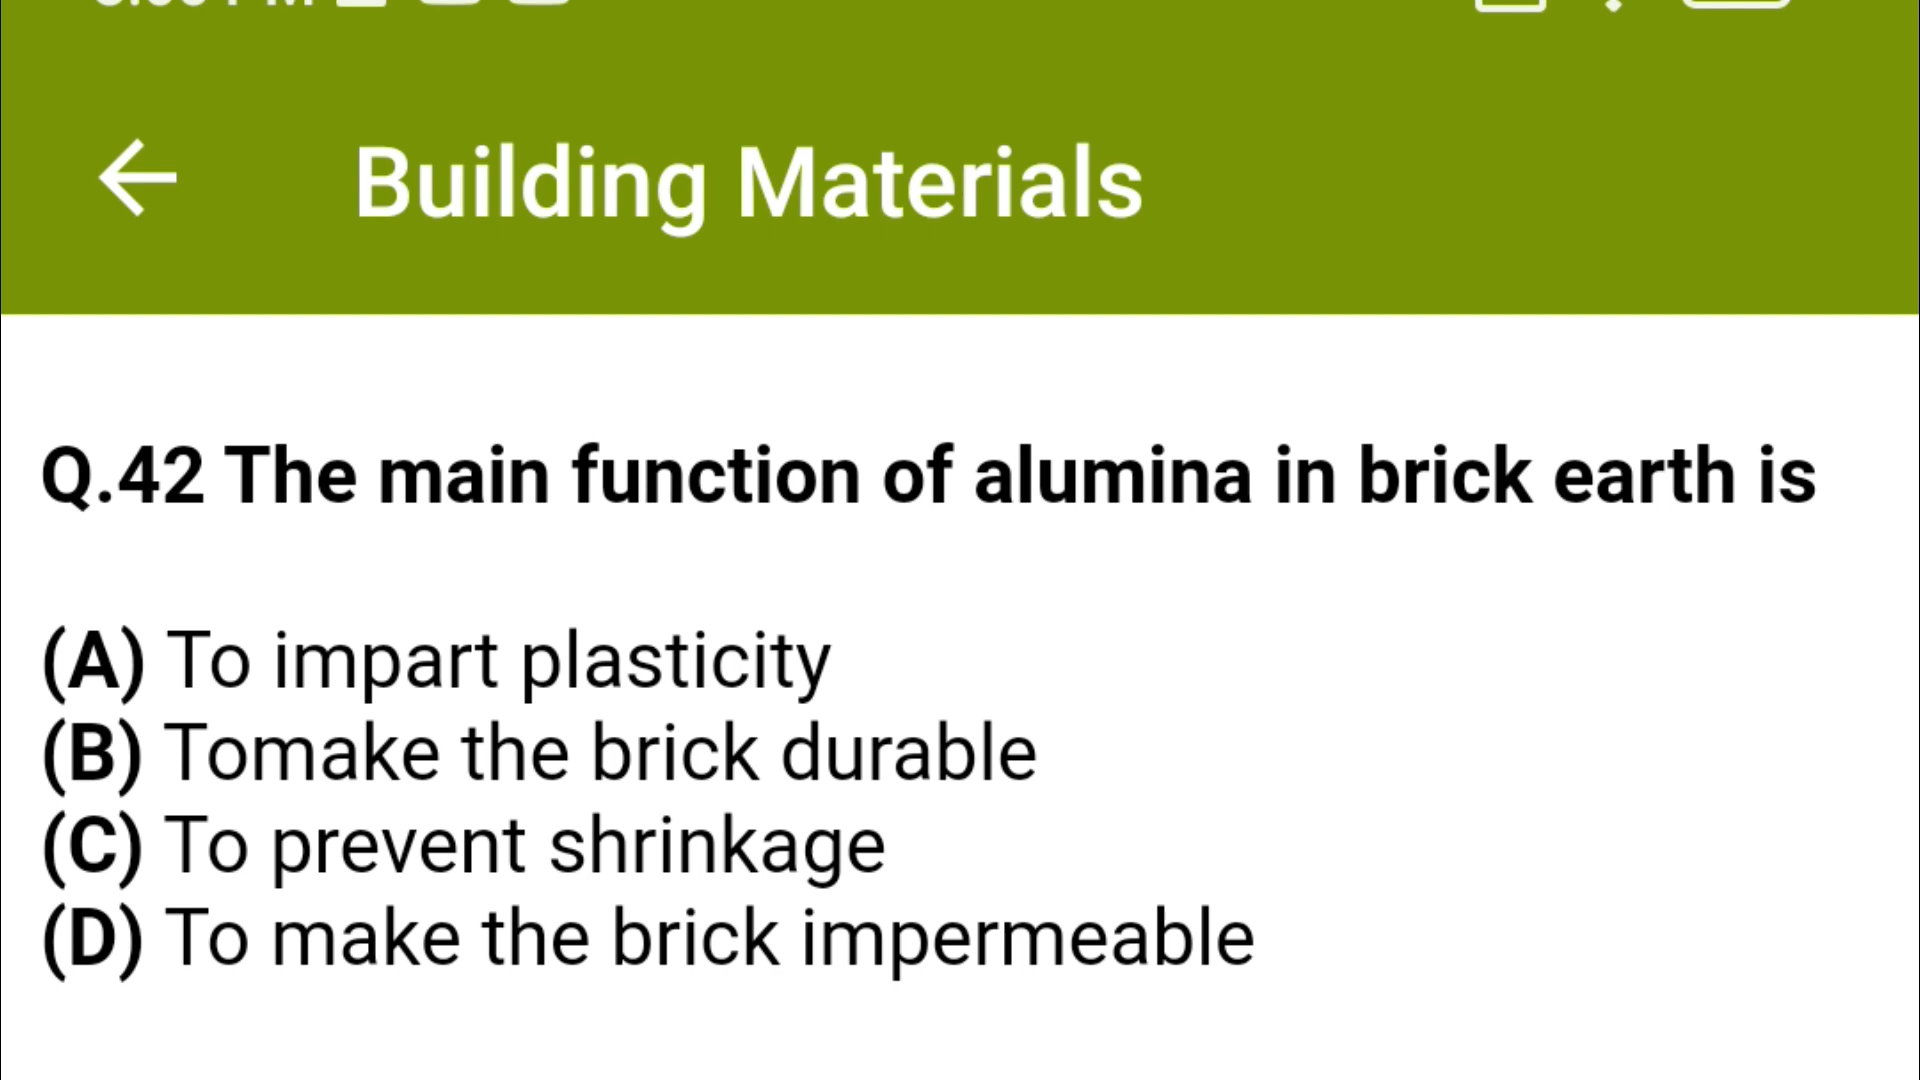 Building Materials
Q.42 The main function of alumina in brick earth is
(A) To impart plasticity
(B) Tomake the brick durable
(C) To prevent shrinkage
(D) To make the brick impermeable